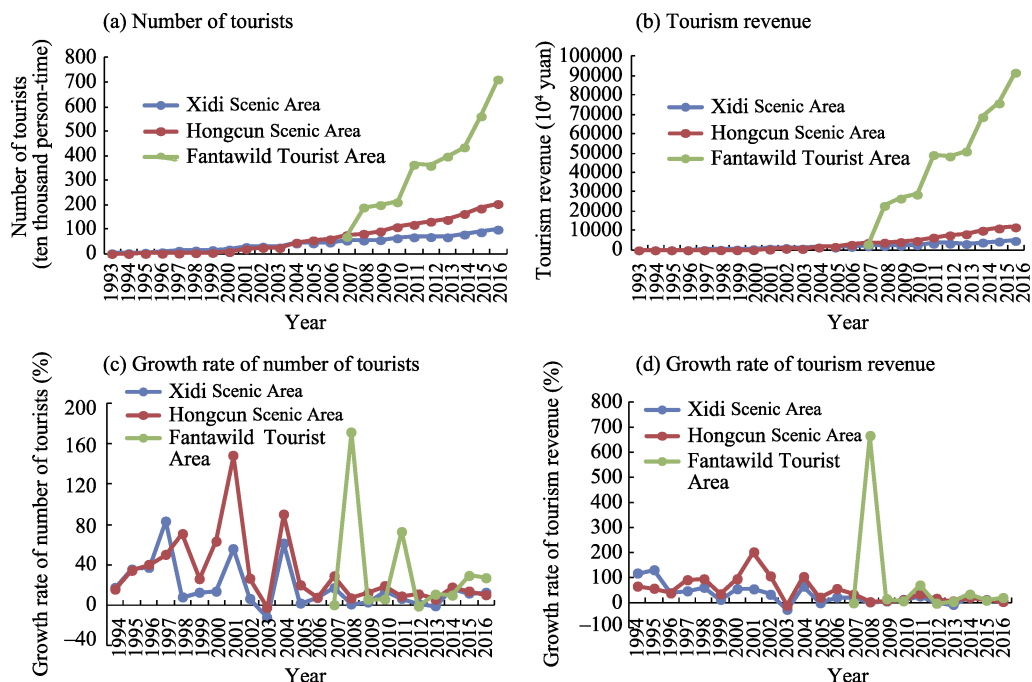 (a) Number of tourists
Number of tourists
(ten thousand person-time)
800
700
600
500
400
300
200
100
0
Xidi Scenic Area
Hongcun Scenic Area
Fantawild Tourist Area
1993 1994 1995 1996 1997 1998 1999 2000 2001 2002 2003 2004 2005 2006 2007 2008 2009 2010 2011 2012 2013 2014 2015 2016
Year
(b) Tourism revenue
Tourism revenue (10⁴ yuan)
100000
90000
80000
70000
60000
50000
40000
30000
20000
10000
0
Xidi Scenic Area
Hongcun Scenic Area
Fantawild Tourist Area
1993 1994 1995 1996 1997 1998 1999 2000 2001 2002 2003 2004 2005 2006 2007 2008 2009 2010 2011 2012 2013 2014 2015 2016
Year
(c) Growth rate of number of tourists
Growth rate of number of tourists (%)
200
160
120
80
40
0
–40
Xidi Scenic Area
Hongcun Scenic Area
Fantawild Tourist
Area
1994 1995 1996 1997 1998 1999 2000 2001 2002 2003 2004 2005 2006 2007 2008 2009 2010 2011 2012 2013 2014 2015 2016
Year
(d) Growth rate of tourism revenue
Growth rate of tourism revenue (%)
800
700
600
500
400
300
200
100
0
–100
Xidi Scenic Area
Hongcun Scenic Area
Fantawild Tourist
Area
1994 1995 1996 1997 1998 1999 2000 2001 2002 2003 2004 2005 2006 2007 2008 2009 2010 2011 2012 2013 2014 2015 2016
Year